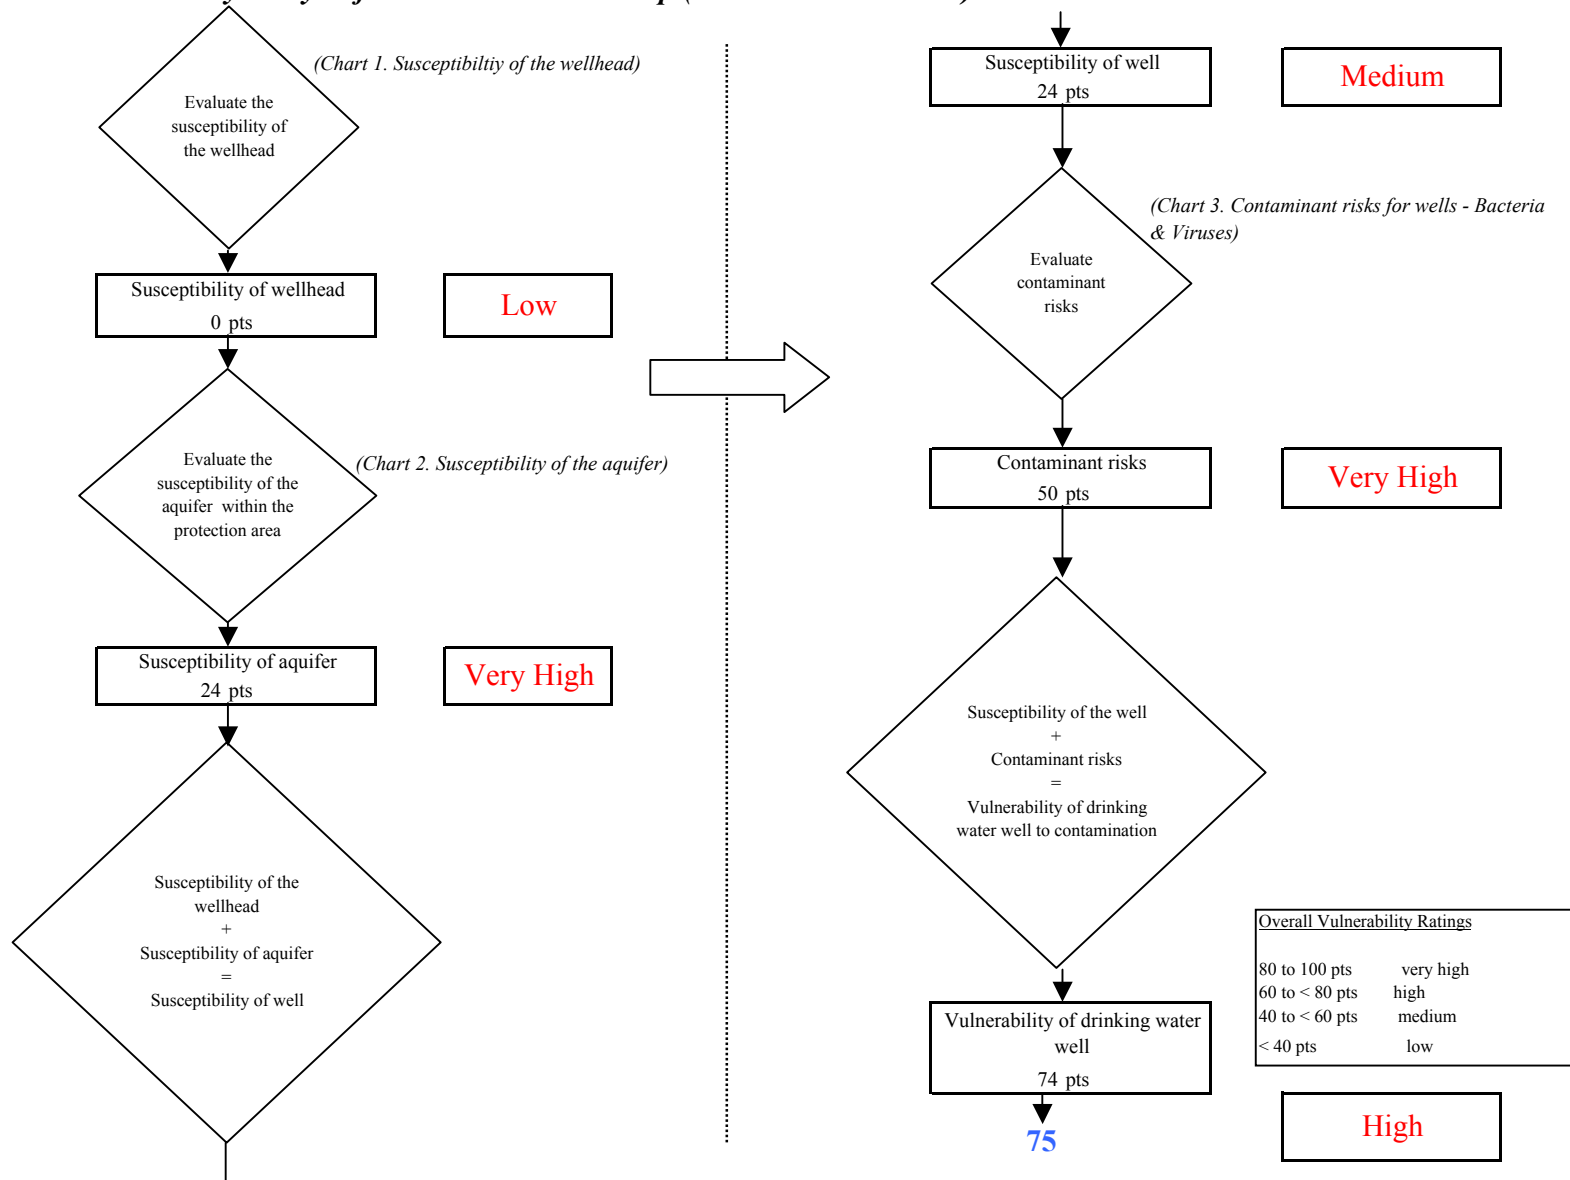 (Chart 1. Susceptibiltiy of the wellhead)
Evaluate the
susceptibility of
the wellhead
Susceptibility of wellhead
0 pts
Low
Evaluate the
susceptibility of the
aquifer within the
protection area
(Chart 2. Susceptibility of the aquifer)
Susceptibility of aquifer
24 pts
Very High
Susceptibility of the
wellhead
+
Susceptibility of aquifer
=
Susceptibility of well
Susceptibility of well
24 pts
Medium
(Chart 3. Contaminant risks for wells - Bacteria
& Viruses)
Evaluate
contaminant
risks
Contaminant risks
50 pts
Very High
Susceptibility of the well
+
Contaminant risks
=
Vulnerability of drinking
water well to contamination
Overall Vulnerability Ratings
80 to 100 pts very high
60 to < 80 pts high
40 to < 60 pts medium
< 40 pts low
Vulnerability of drinking water
well
74 pts
75
High